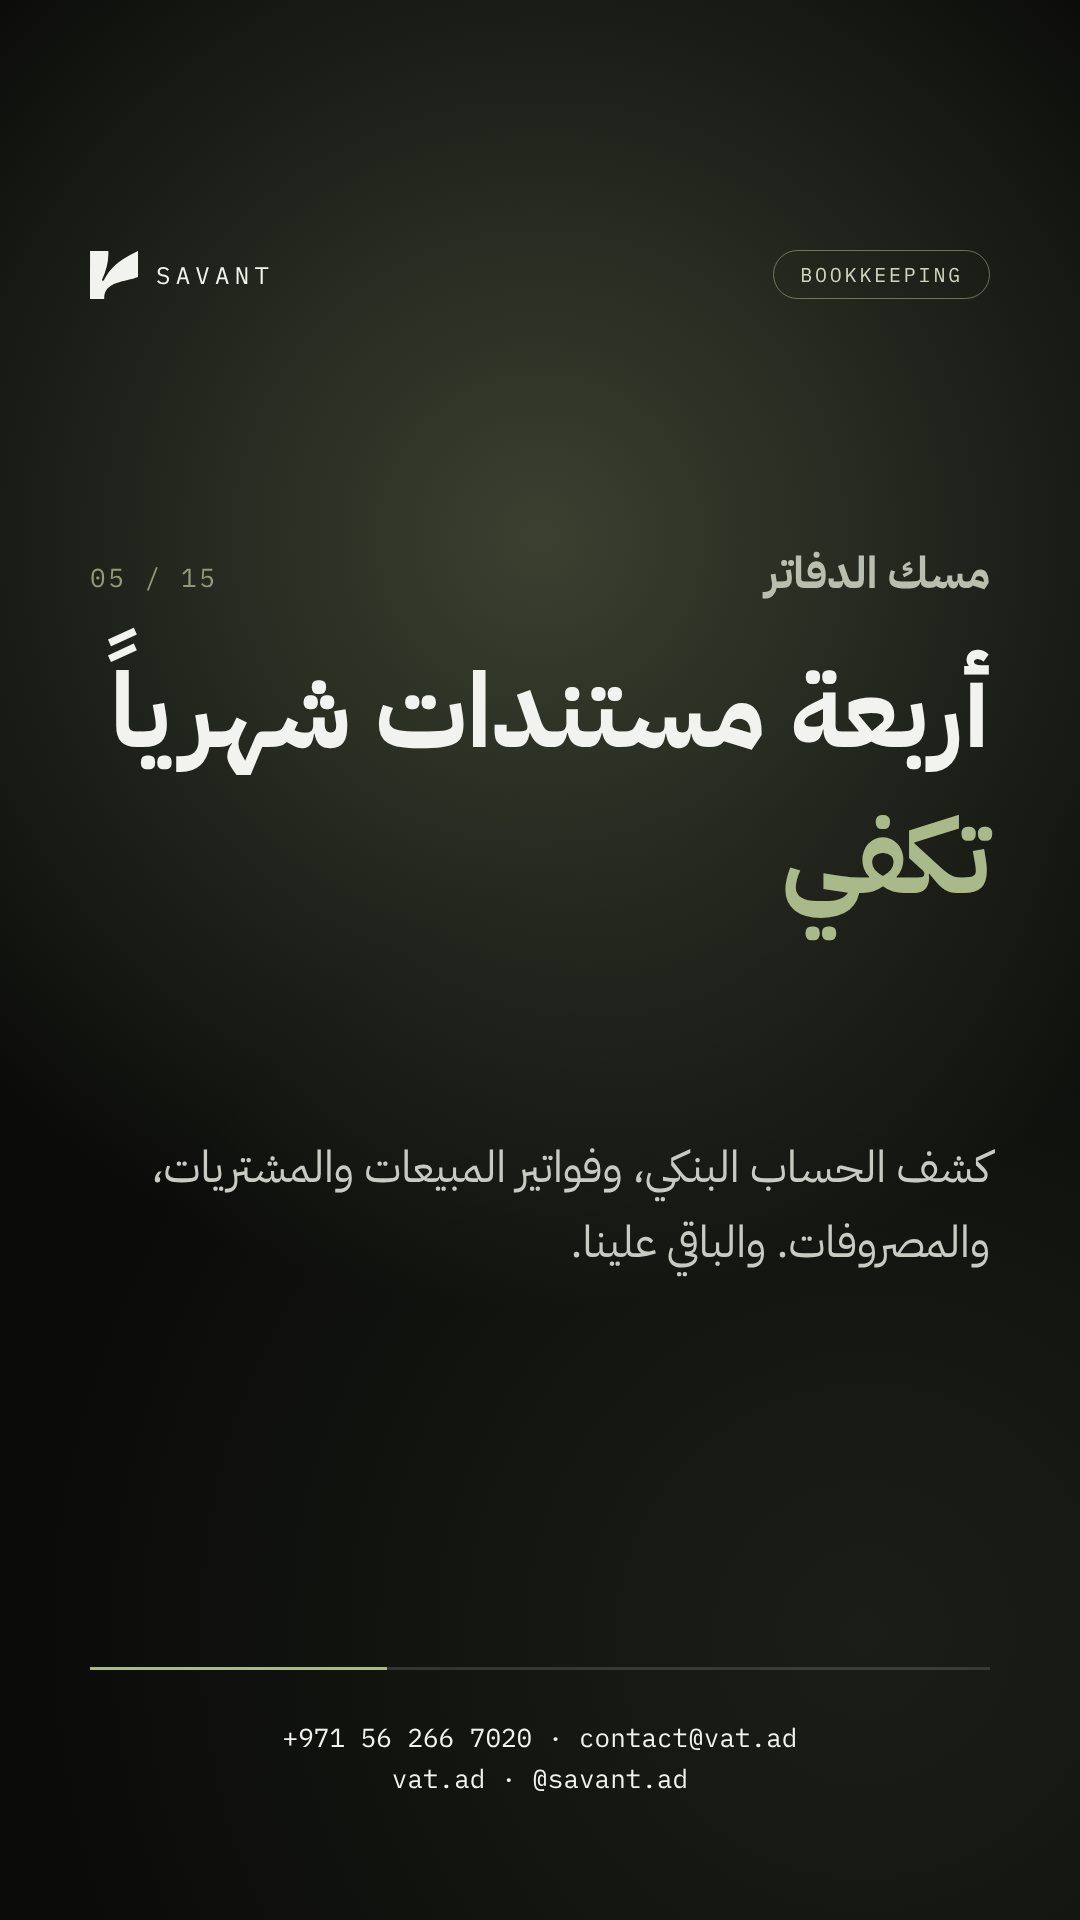 SAVANT
BOOKKEEPING
05 / 15
مسك الدفاتر
أربعة مستندات شهرياً
تكفي
كشف الحساب البنكي، وفواتير المبيعات والمشتريات،
والمصروفات. والباقي علينا.
+971 56 266 7020 · contact@vat.ad
vat.ad · @savant.ad